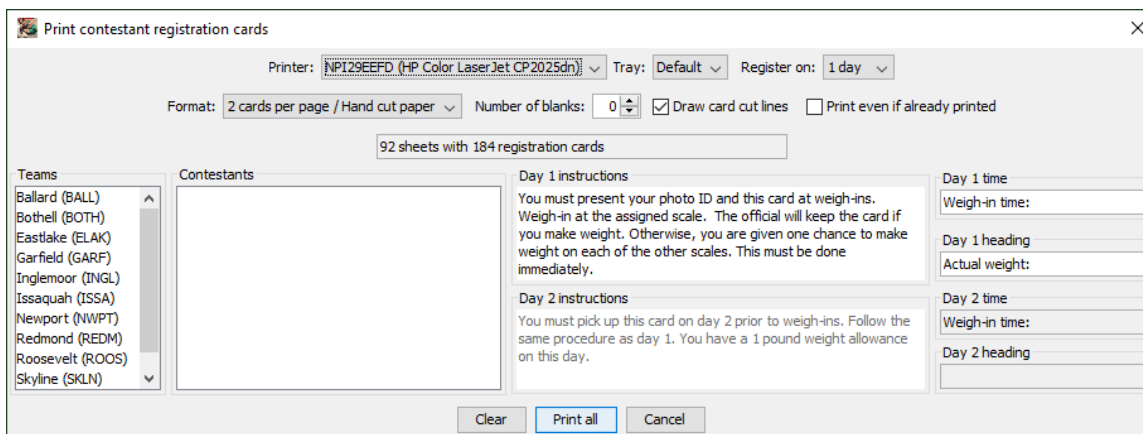 Print contestant registration cards
Printer: NPI29EEFD (HP Color LaserJet CP2025dn) Tray: Default Register on: 1 day
Format: 2 cards per page / Hand cut paper Number of blanks: 0 Draw card cut lines Print even if already printed
92 sheets with 184 registration cards
Teams
Ballard (BALL)
Bothell (BOTH)
Eastlake (ELAK)
Garfield (GARF)
Inglemoor (INGL)
Issaquah (ISSA)
Newport (NWPT)
Redmond (REDM)
Roosevelt (ROOS)
Skyline (SKLN)
Contestants
Day 1 instructions
You must present your photo ID and this card at weigh-ins.
Weigh-in at the assigned scale.  The official will keep the card if
you make weight. Otherwise, you are given one chance to make
weight on each of the other scales. This must be done
immediately.
Day 2 instructions
You must pick up this card on day 2 prior to weigh-ins. Follow the
same procedure as day 1. You have a 1 pound weight allowance
on this day.
Day 1 time
Weigh-in time:
Day 1 heading
Actual weight:
Day 2 time
Weigh-in time:
Day 2 heading
Clear Print all Cancel